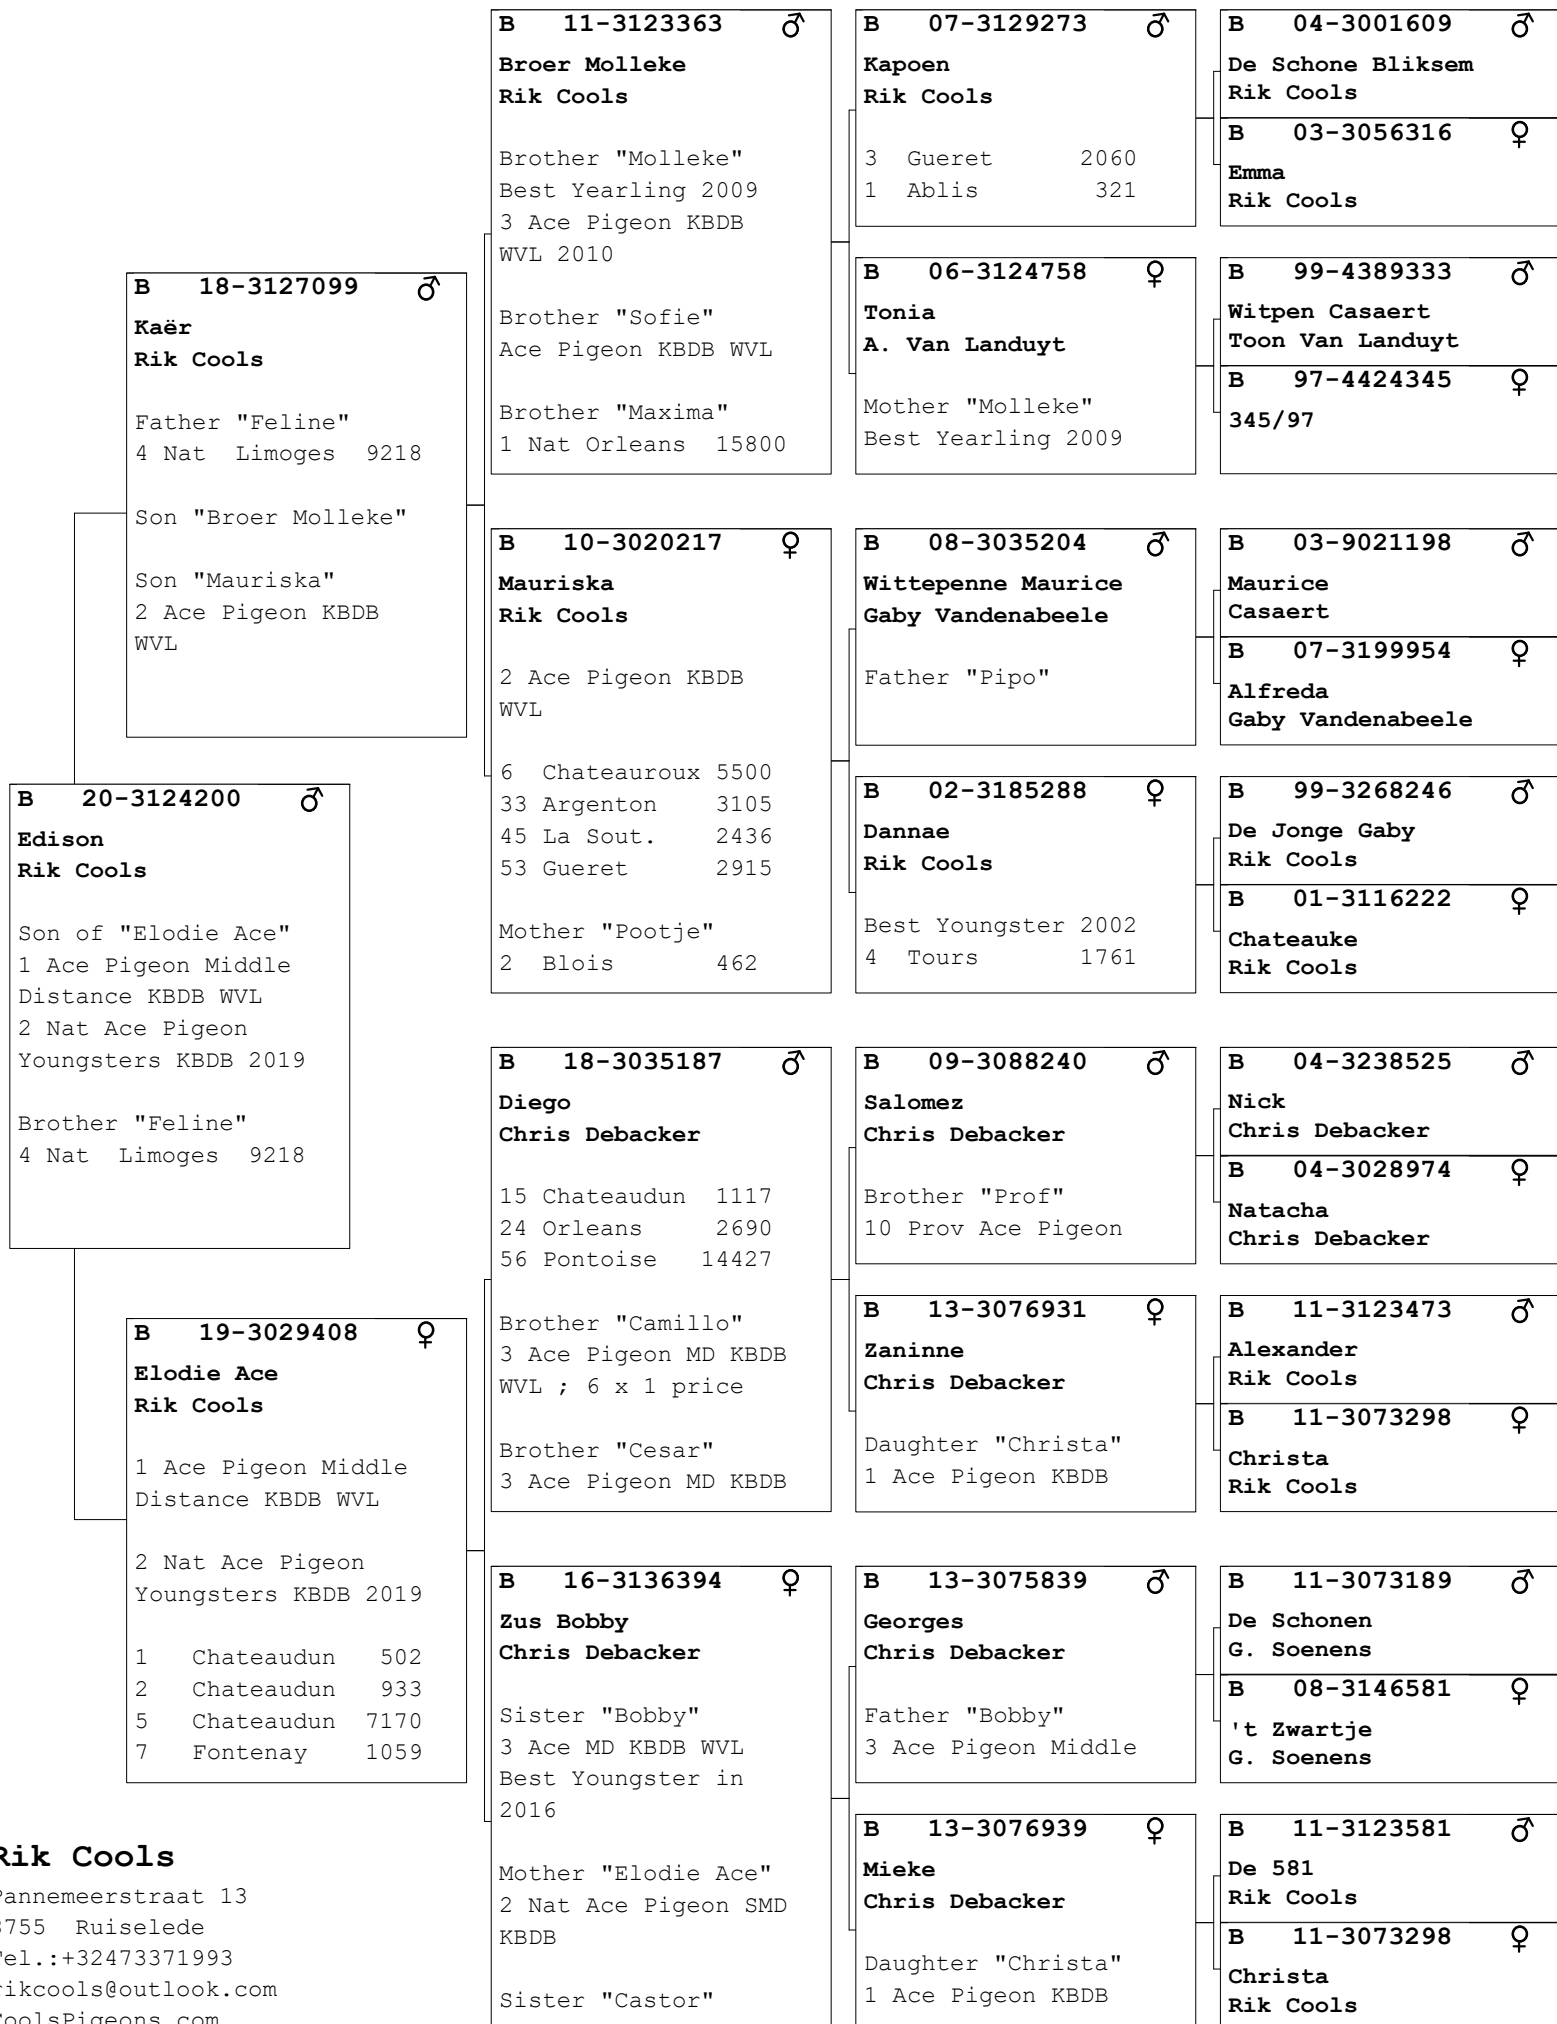 B 20-3124200 ♂
Edison
Rik Cools
Son of "Elodie Ace"
1 Ace Pigeon Middle
Distance KBDB WVL
2 Nat Ace Pigeon
Youngsters KBDB 2019
Brother "Feline"
4 Nat Limoges 9218
B 18-3127099 ♂
Kaër
Rik Cools
Father "Feline"
4 Nat Limoges 9218
Son "Broer Molleke"
Son "Mauriska"
2 Ace Pigeon KBDB
WVL
B 19-3029408 ♀
Elodie Ace
Rik Cools
1 Ace Pigeon Middle
Distance KBDB WVL
2 Nat Ace Pigeon
Youngsters KBDB 2019
1 Chateaudun 502
2 Chateaudun 933
5 Chateaudun 7170
7 Fontenay 1059
B 11-3123363 ♂
Broer Molleke
Rik Cools
Brother "Molleke"
Best Yearling 2009
3 Ace Pigeon KBDB
WVL 2010
Brother "Sofie"
Ace Pigeon KBDB WVL
Brother "Maxima"
1 Nat Orleans 15800
B 10-3020217 ♀
Mauriska
Rik Cools
2 Ace Pigeon KBDB
WVL
6 Chateauroux 5500
33 Argenton 3105
45 La Sout. 2436
53 Gueret 2915
Mother "Pootje"
2 Blois 462
B 18-3035187 ♂
Diego
Chris Debacker
15 Chateaudun 1117
24 Orleans 2690
56 Pontoise 14427
Brother "Camillo"
3 Ace Pigeon MD KBDB
WVL ; 6 x 1 price
Brother "Cesar"
3 Ace Pigeon MD KBDB
B 16-3136394 ♀
Zus Bobby
Chris Debacker
Sister "Bobby"
3 Ace MD KBDB WVL
Best Youngster in
2016
Mother "Elodie Ace"
2 Nat Ace Pigeon SMD
KBDB
Sister "Castor"
B 07-3129273 ♂
Kapoen
Rik Cools
3 Gueret 2060
1 Ablis 321
B 06-3124758 ♀
Tonia
A. Van Landuyt
Mother "Molleke"
Best Yearling 2009
B 08-3035204 ♂
Wittepenne Maurice
Gaby Vandenabeele
Father "Pipo"
B 02-3185288 ♀
Dannae
Rik Cools
Best Youngster 2002
4 Tours 1761
B 09-3088240 ♂
Salomez
Chris Debacker
Brother "Prof"
10 Prov Ace Pigeon
B 13-3076931 ♀
Zaninne
Chris Debacker
Daughter "Christa"
1 Ace Pigeon KBDB
B 13-3075839 ♂
Georges
Chris Debacker
Father "Bobby"
3 Ace Pigeon Middle
B 13-3076939 ♀
Mieke
Chris Debacker
Daughter "Christa"
1 Ace Pigeon KBDB
B 04-3001609 ♂
De Schone Bliksem
Rik Cools
B 03-3056316 ♀
Emma
Rik Cools
B 99-4389333 ♂
Witpen Casaert
Toon Van Landuyt
B 97-4424345 ♀
345/97
B 03-9021198 ♂
Maurice
Casaert
B 07-3199954 ♀
Alfreda
Gaby Vandenabeele
B 99-3268246 ♂
De Jonge Gaby
Rik Cools
B 01-3116222 ♀
Chateauke
Rik Cools
B 04-3238525 ♂
Nick
Chris Debacker
B 04-3028974 ♀
Natacha
Chris Debacker
B 11-3123473 ♂
Alexander
Rik Cools
B 11-3073298 ♀
Christa
Rik Cools
B 11-3073189 ♂
De Schonen
G. Soenens
B 08-3146581 ♀
't Zwartje
G. Soenens
B 11-3123581 ♂
De 581
Rik Cools
B 11-3073298 ♀
Christa
Rik Cools
Rik Cools
Pannemeerstraat 13
8755 Ruiselede
Tel.:+32473371993
rikcools@outlook.com
CoolsPigeons.com